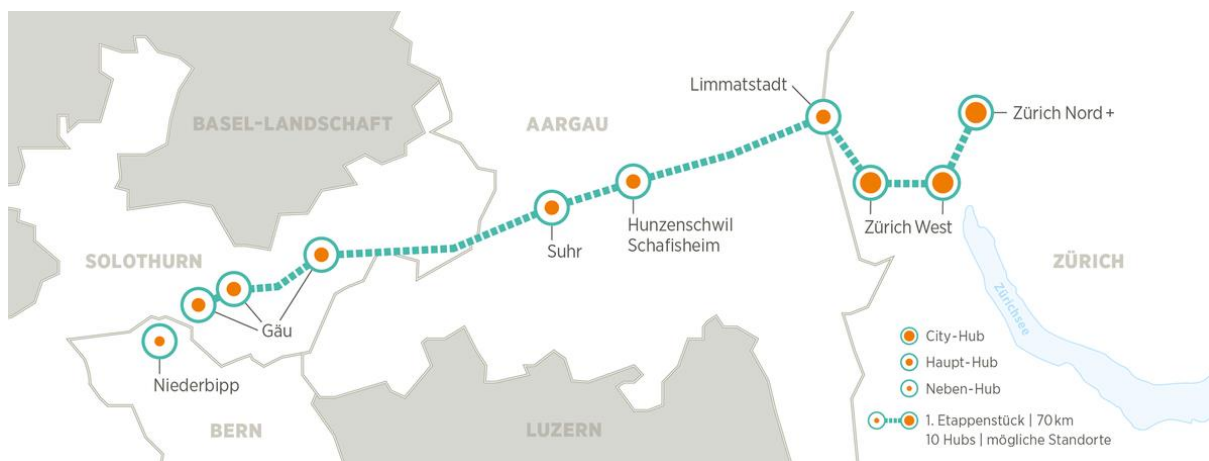 Limmatstadt
Zürich Nord +
BASEL-LANDSCHAFT
AARGAU
Hunzenschwil
Schafisheim
Zürich West
Suhr
SOLOTHURN
ZÜRICH
Gäu
Zürichsee
Niederbipp
City-Hub
Haupt-Hub
Neben-Hub
BERN
LUZERN
1. Etappenstück | 70 km
10 Hubs | mögliche Standorte